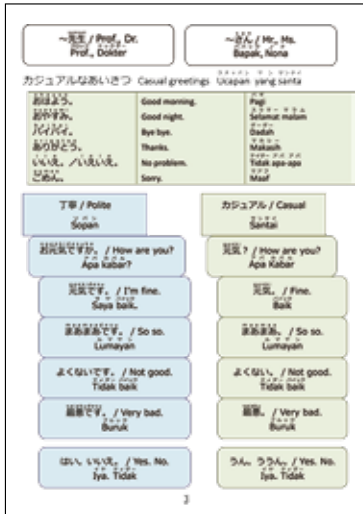 ～先生 / Prof., Dr.
Prof., Dokter
～さん / Mr., Ms.
Bapak, Nona
カジュアルなあいさつ Casual greetings Ucapan yang santai
おはよう。 Good morning. Pagi
おやすみ。 Good night. Selamat malam
バイバイ。 Bye bye. Dadah
ありがとう。 Thanks. Makasih
いいえ。／いえいえ。 No problem. Tidak apa-apa
ごめん。 Sorry. Maaf
丁寧 / Polite
Sopan
カジュアル / Casual
Santai
お元気ですか。 / How are you?
Apa kabar?
元気？ / How are you?
Apa Kabar
元気です。 / I'm fine.
Saya baik.
元気。 / Fine.
Baik
まあまあです。 / So so.
Lumayan
まあまあ。 / So so.
Lumayan
よくないです。 / Not good.
Tidak baik
よくない。 / Not good.
Tidak baik
最悪です。 / Very bad.
Buruk
最悪。 / Very bad.
Buruk
はい。いいえ。 / Yes. No.
Iya. Tidak
うん。ううん。 / Yes. No.
Iya. Tidak
3